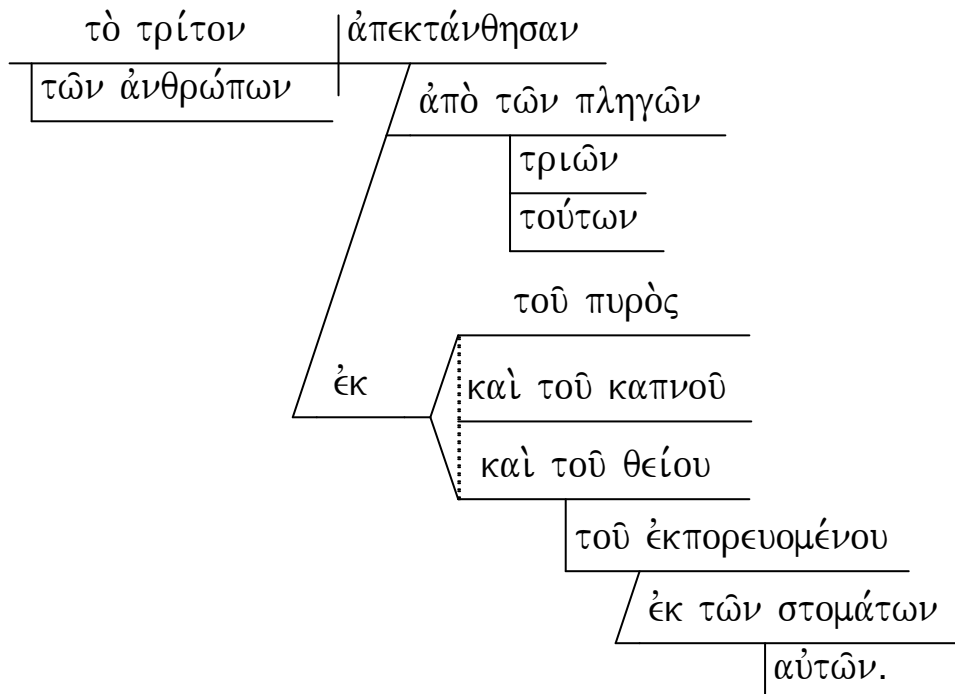 τὸ τρίτον ἀπεκτάνθησαν
τῶν ἀνθρώπων
ἀπὸ τῶν πληγῶν
τριῶν
τούτων
τοῦ πυρὸς
ἐκ
καὶ τοῦ καπνοῦ
καὶ τοῦ θείου
τοῦ ἐκπορευομένου
ἐκ τῶν στομάτων
αὐτῶν.